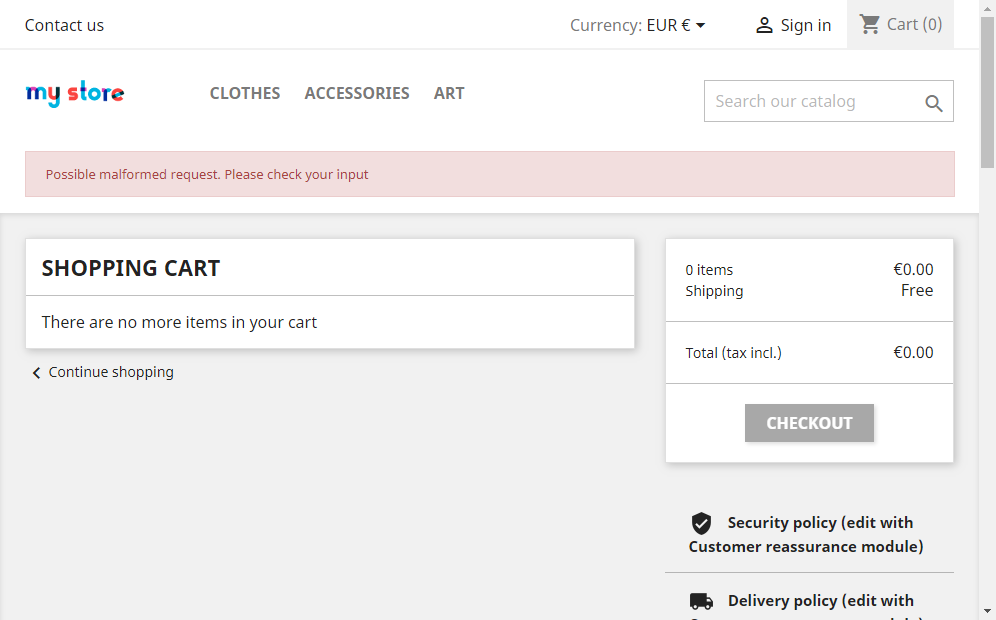 Contact us
Currency: EUR €
Sign in
Cart (0)
my store
CLOTHES
ACCESSORIES
ART
Search our catalog
Possible malformed request. Please check your input
SHOPPING CART
There are no more items in your cart
Continue shopping
0 items €0.00
Shipping Free
Total (tax incl.) €0.00
CHECKOUT
Security policy (edit with
Customer reassurance module)
Delivery policy (edit with